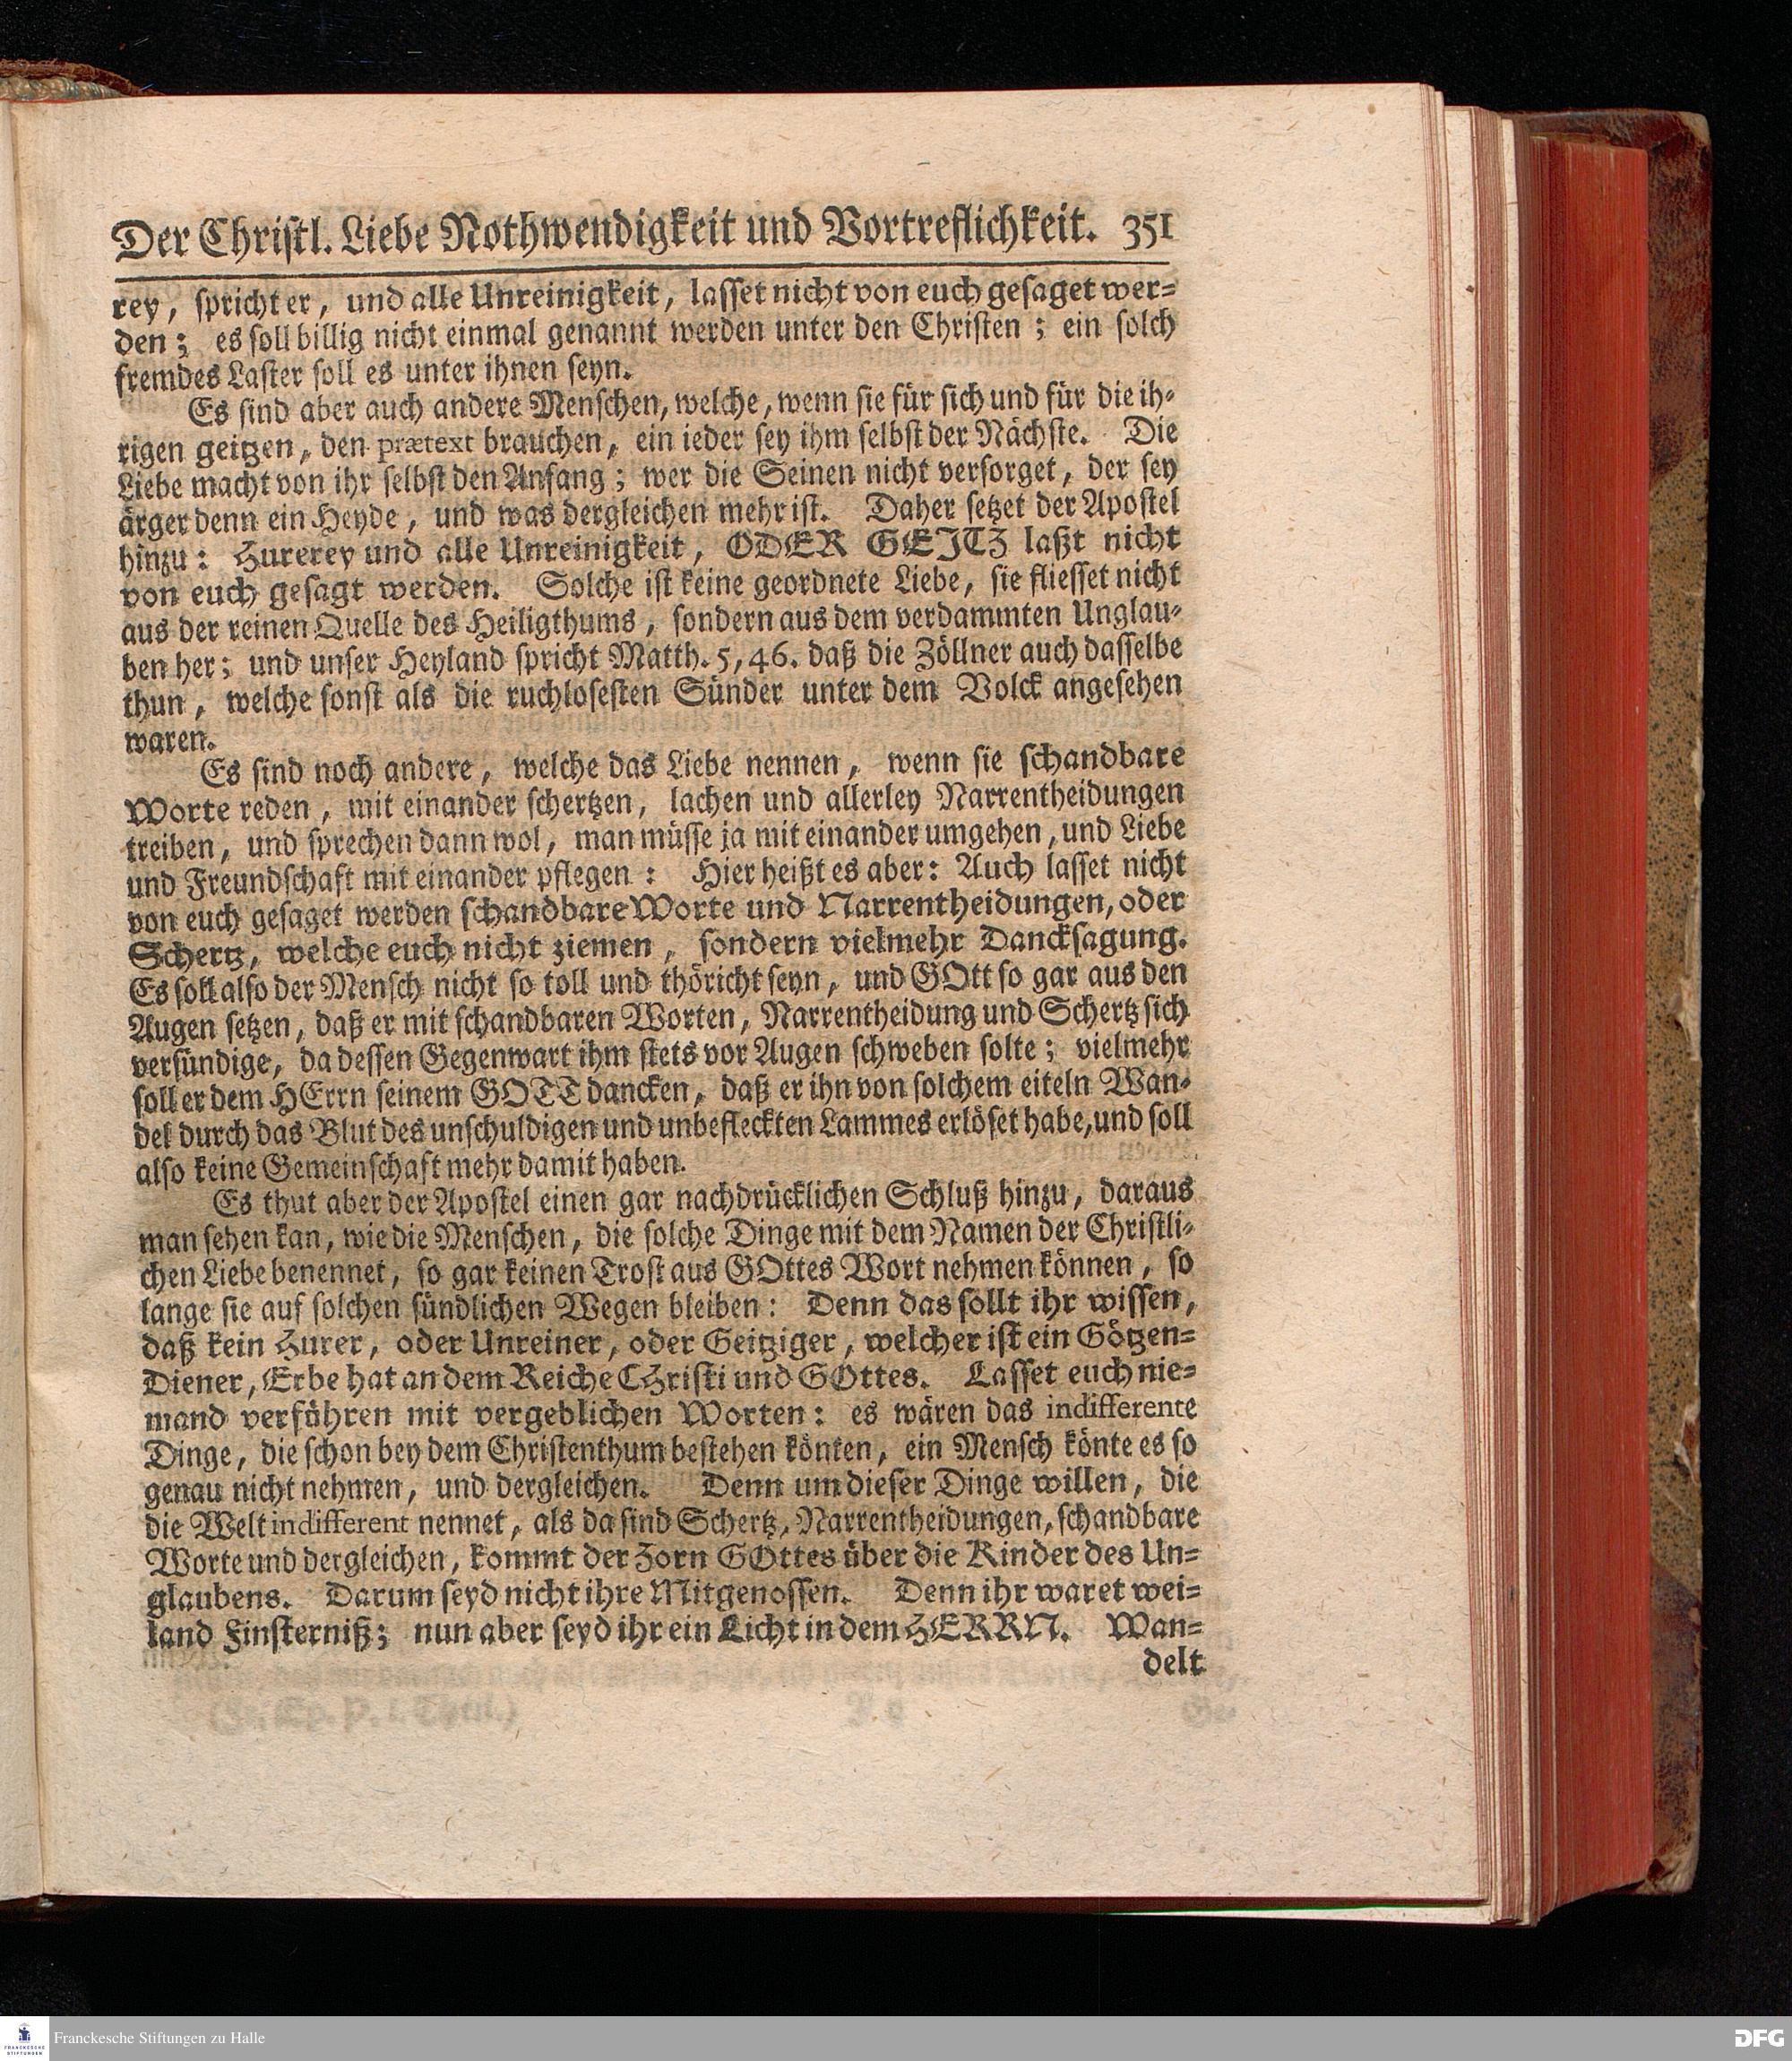 Der Christl. Liebe Nothwendigkeit und Vortreflichkeit. 351
rey, spricht er, und alle Unreinigkeit, lasset nicht von euch gesaget wer-
den; es soll billig nicht einmal genannt werden unter den Christen; ein solch
fremdes Laster soll es unter ihnen seyn.
Es sind aber auch andere Menschen, welche, wenn sie für sich und für die ih-
rigen geitzen, den prætext brauchen, ein ieder sey ihm selbst der Nächste. Die
Liebe macht von ihr selbst den Anfang; wer die Seinen nicht versorget, der sey
ärger denn ein Heyde, und was dergleichen mehr ist. Daher setzet der Apostel
hinzu: Hurerey und alle Unreinigkeit, ODER GEJTZ laßt nicht
von euch gesagt werden. Solche ist keine geordnete Liebe, sie fliesset nicht
aus der reinen Quelle des Heiligthums, sondern aus dem verdammten Unglau-
ben her; und unser Heyland spricht Matth. 5, 46. daß die Zöllner auch dasselbe
thun, welche sonst als die ruchlosesten Sünder unter dem Volck angesehen
waren.
Es sind noch andere, welche das Liebe nennen, wenn sie schandbare
Worte reden, mit einander schertzen, lachen und allerley Narrentheidungen
treiben, und sprechen dann wol, man müsse ja mit einander umgehen, und Liebe
und Freundschaft mit einander pflegen: Hier heißt es aber: Auch lasset nicht
von euch gesaget werden schandbare Worte und Narrentheidungen, oder
Schertz, welche euch nicht ziemen, sondern vielmehr Dancksagung.
Es soll also der Mensch nicht so toll und thöricht seyn, und GOtt so gar aus den
Augen setzen, daß er mit schandbaren Worten, Narrentheidung und Schertz sich
versündige, da dessen Gegenwart ihm stets vor Augen schweben solte; vielmehr
soll er dem HErrn seinem GOTT dancken, daß er ihn von solchem eiteln Wan-
del durch das Blut des unschuldigen und unbefleckten Lammes erlöset habe, und soll
also keine Gemeinschaft mehr damit haben.
Es thut aber der Apostel einen gar nachdrücklichen Schluß hinzu, daraus
man sehen kan, wie die Menschen, die solche Dinge mit dem Namen der Christli-
chen Liebe benennet, so gar keinen Trost aus GOttes Wort nehmen können, so
lange sie auf solchen sündlichen Wegen bleiben: Denn das sollt ihr wissen,
daß kein Hurer, oder Unreiner, oder Geitziger, welcher ist ein Götzen-
Diener, Erbe hat an dem Reiche CHristi und GOttes. Lasset euch nie-
mand verführen mit vergeblichen Worten: es wären das indifferente
Dinge, die schon bey dem Christenthum bestehen könten, ein Mensch könte es so
genau nicht nehmen, und dergleichen. Denn um dieser Dinge willen, die
die Welt indifferent nennet, als da sind Schertz, Narrentheidungen, schandbare
Worte und dergleichen, kommt der Zorn GOttes über die Kinder des Un-
glaubens. Darum seyd nicht ihre Mitgenossen. Denn ihr waret wei-
land Finsterniß; nun aber seyd ihr ein Licht in dem HERRN. Wan-
delt
Franckesche Stiftungen zu Halle
FRANCKESCHE STIFTUNGEN
DFG